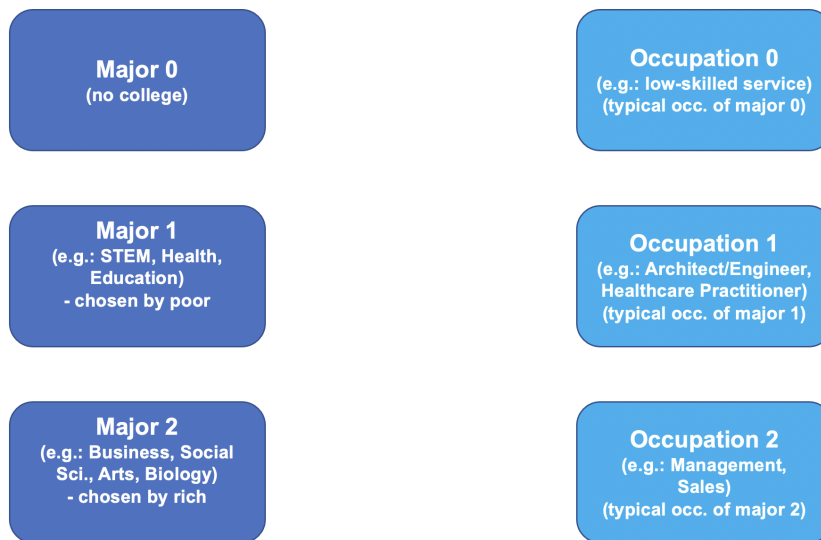 Major 0
(no college)
Occupation 0
(e.g.: low-skilled service)
(typical occ. of major 0)
Major 1
(e.g.: STEM, Health,
Education)
- chosen by poor
Occupation 1
(e.g.: Architect/Engineer,
Healthcare Practitioner)
(typical occ. of major 1)
Major 2
(e.g.: Business, Social
Sci., Arts, Biology)
- chosen by rich
Occupation 2
(e.g.: Management,
Sales)
(typical occ. of major 2)